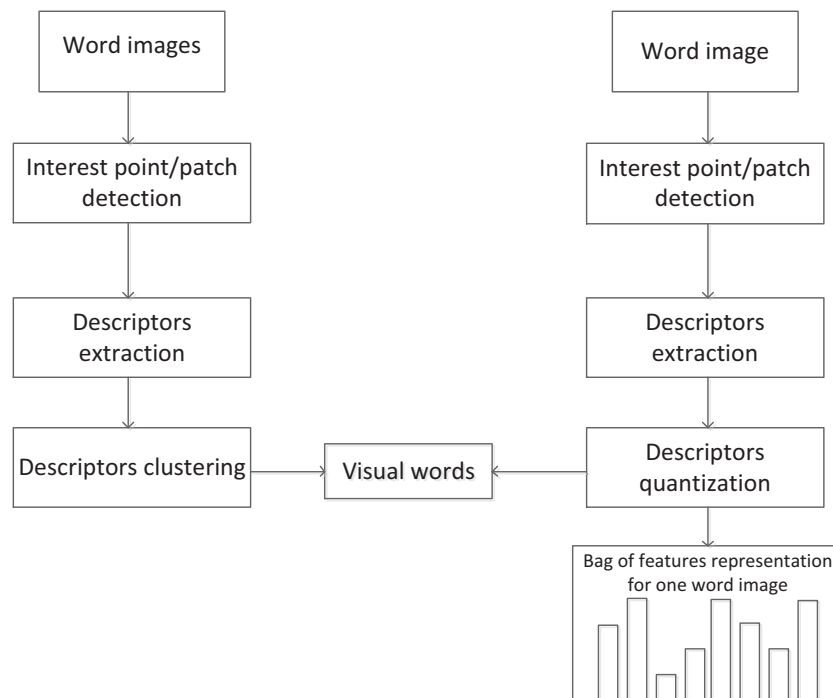 Word images
Interest point/patch
detection
Descriptors
extraction
Descriptors clustering
Visual words
Word image
Interest point/patch
detection
Descriptors
extraction
Descriptors
quantization
Bag of features representation
for one word image